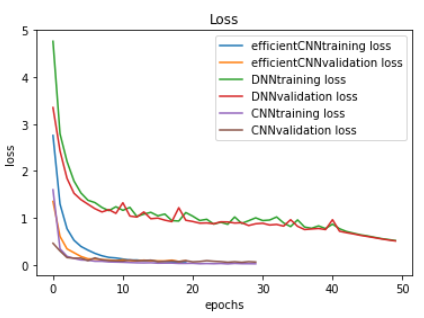 Loss
efficientCNNtraining loss
efficientCNNvalidation loss
DNNtraining loss
DNNvalidation loss
CNNtraining loss
CNNvalidation loss
5
4
3
2
1
0
loss
0
10
20
30
40
50
epochs